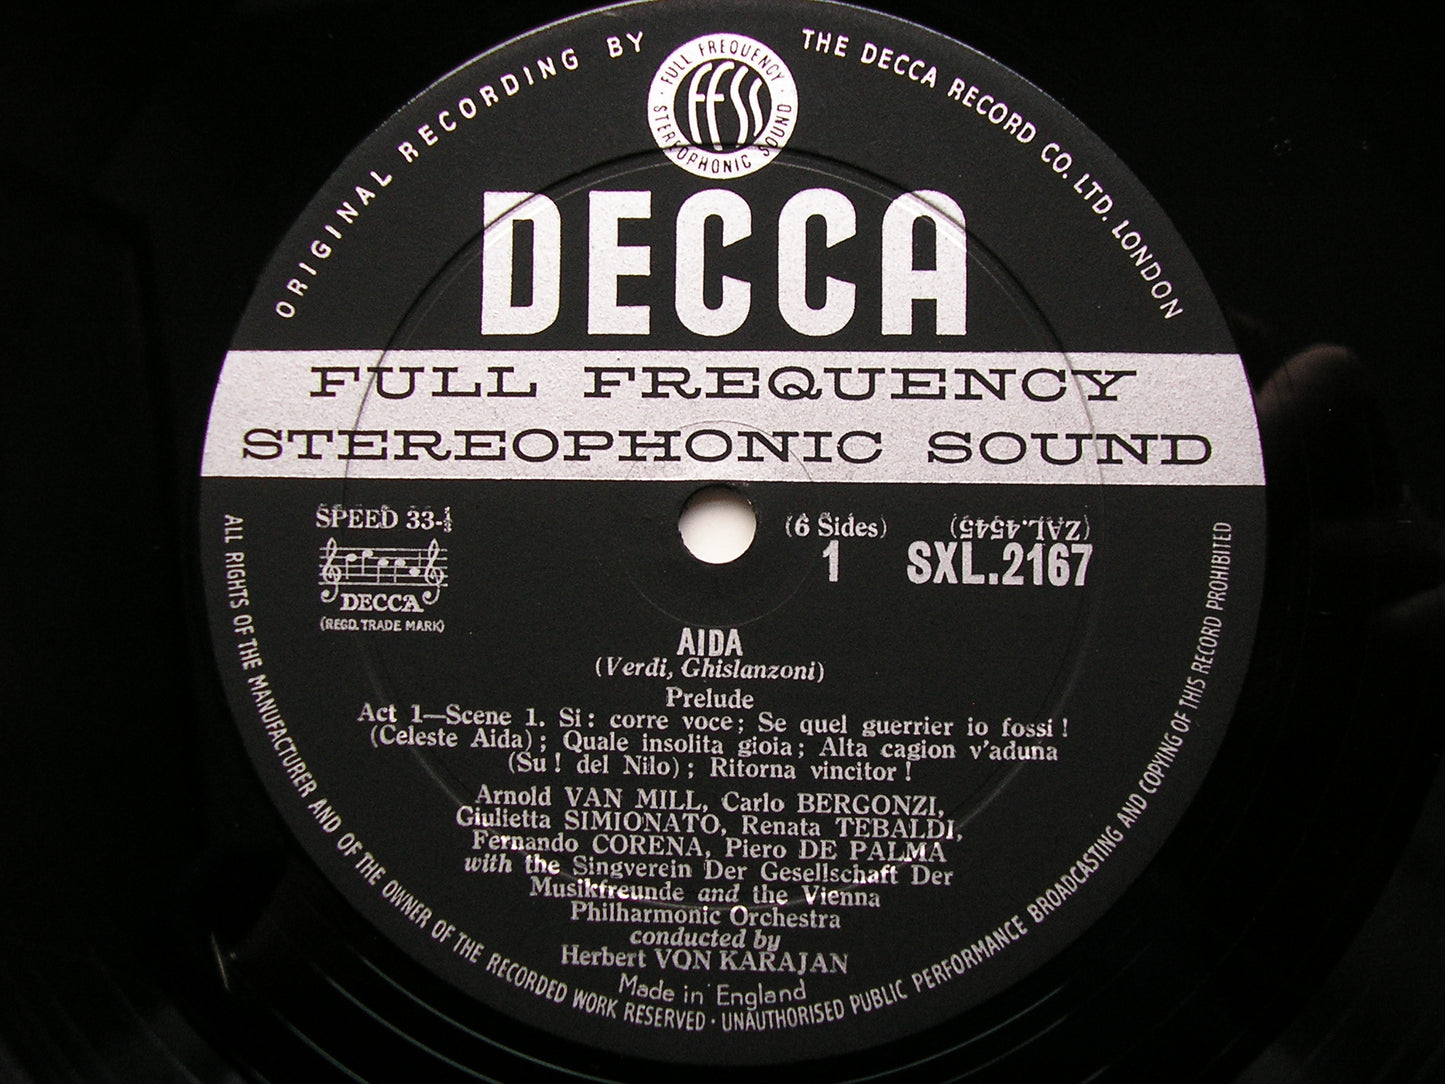 ORIGINAL RECORDING BY
THE DECCA RECORD CO. LTD. LONDON
FULL FREQUENCY
ffss
STEREOPHONIC SOUND
DECCA
FULL FREQUENCY
STEREOPHONIC SOUND
SPEED 33-⅓
DECCA
(REGD. TRADE MARK)
(6 Sides)
1
(ZAL.4545)
SXL.2167
AIDA
(Verdi, Ghislanzoni)
Prelude
Act 1—Scene 1. Si: corre voce; Se quel guerrier io fossi!
(Celeste Aida); Quale insolita gioia; Alta cagion v'aduna
(Su! del Nilo); Ritorna vincitor!
Arnold VAN MILL, Carlo BERGONZI,
Giulietta SIMIONATO, Renata TEBALDI,
Fernando CORENA, Piero DE PALMA
with the Singverein Der Gesellschaft Der
Musikfreunde and the Vienna
Philharmonic Orchestra
conducted by
Herbert VON KARAJAN
Made in England
ALL RIGHTS OF THE MANUFACTURER AND OF THE OWNER OF THE RECORDED WORK RESERVED · UNAUTHORISED PUBLIC PERFORMANCE BROADCASTING AND COPYING OF THIS RECORD PROHIBITED